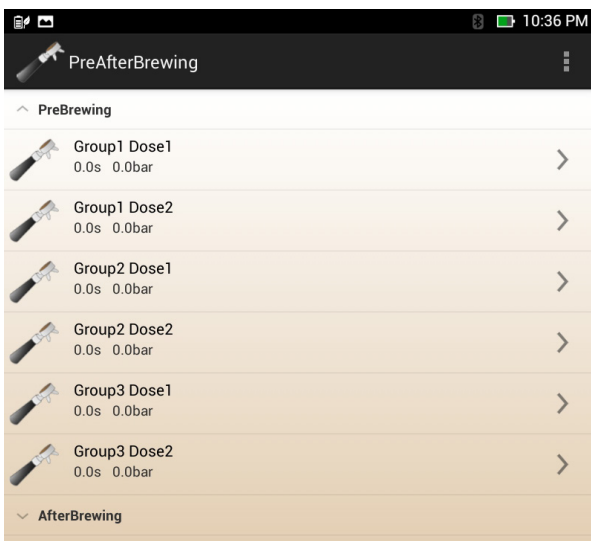 10:36 PM
PreAfterBrewing
PreBrewing
Group1 Dose1
0.0s 0.0bar
Group1 Dose2
0.0s 0.0bar
Group2 Dose1
0.0s 0.0bar
Group2 Dose2
0.0s 0.0bar
Group3 Dose1
0.0s 0.0bar
Group3 Dose2
0.0s 0.0bar
AfterBrewing